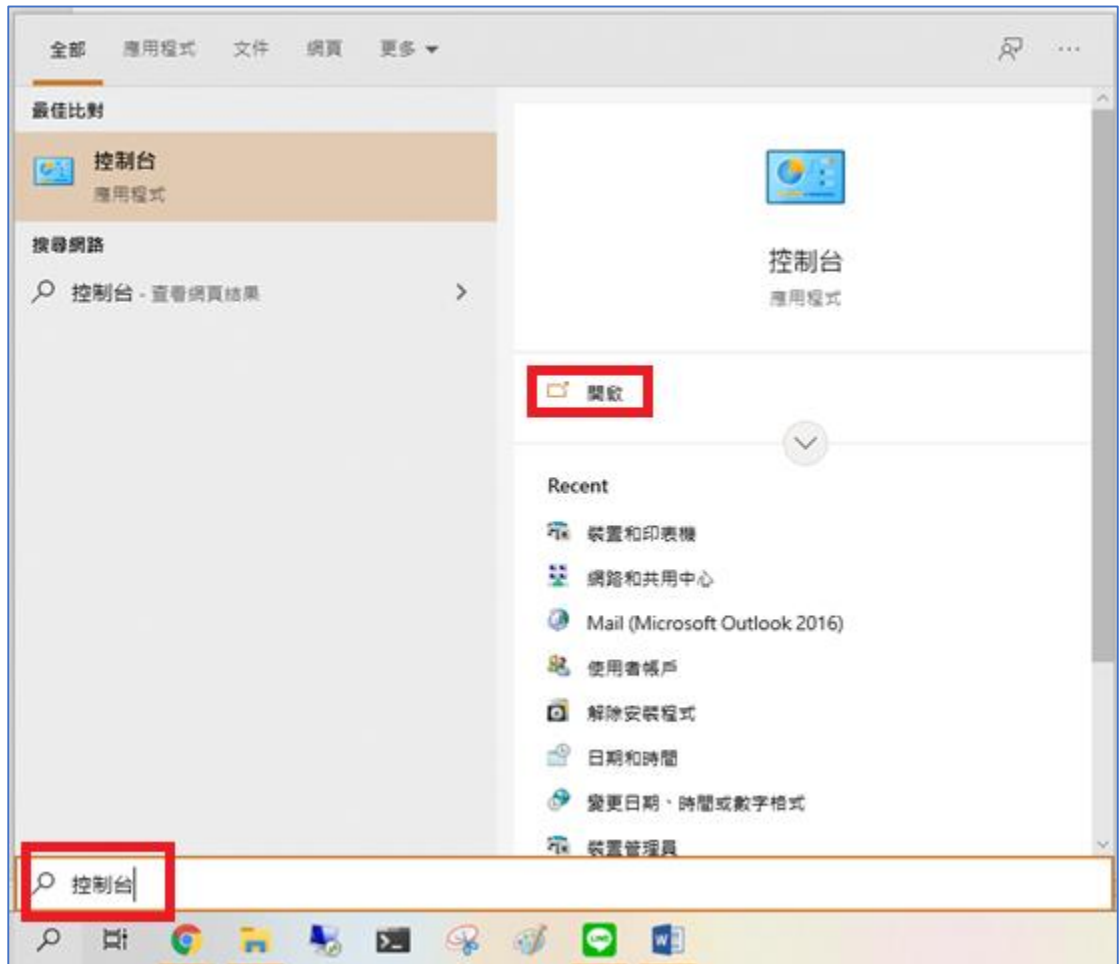 全部 應用程式 文件 網頁 更多
最佳比對
控制台
應用程式
搜尋網路
控制台 - 查看網頁結果
控制台
應用程式
開啟
Recent
裝置和印表機
網路和共用中心
Mail (Microsoft Outlook 2016)
使用者帳戶
解除安裝程式
日期和時間
變更日期、時間或數字格式
裝置管理員
控制台
LINE
W